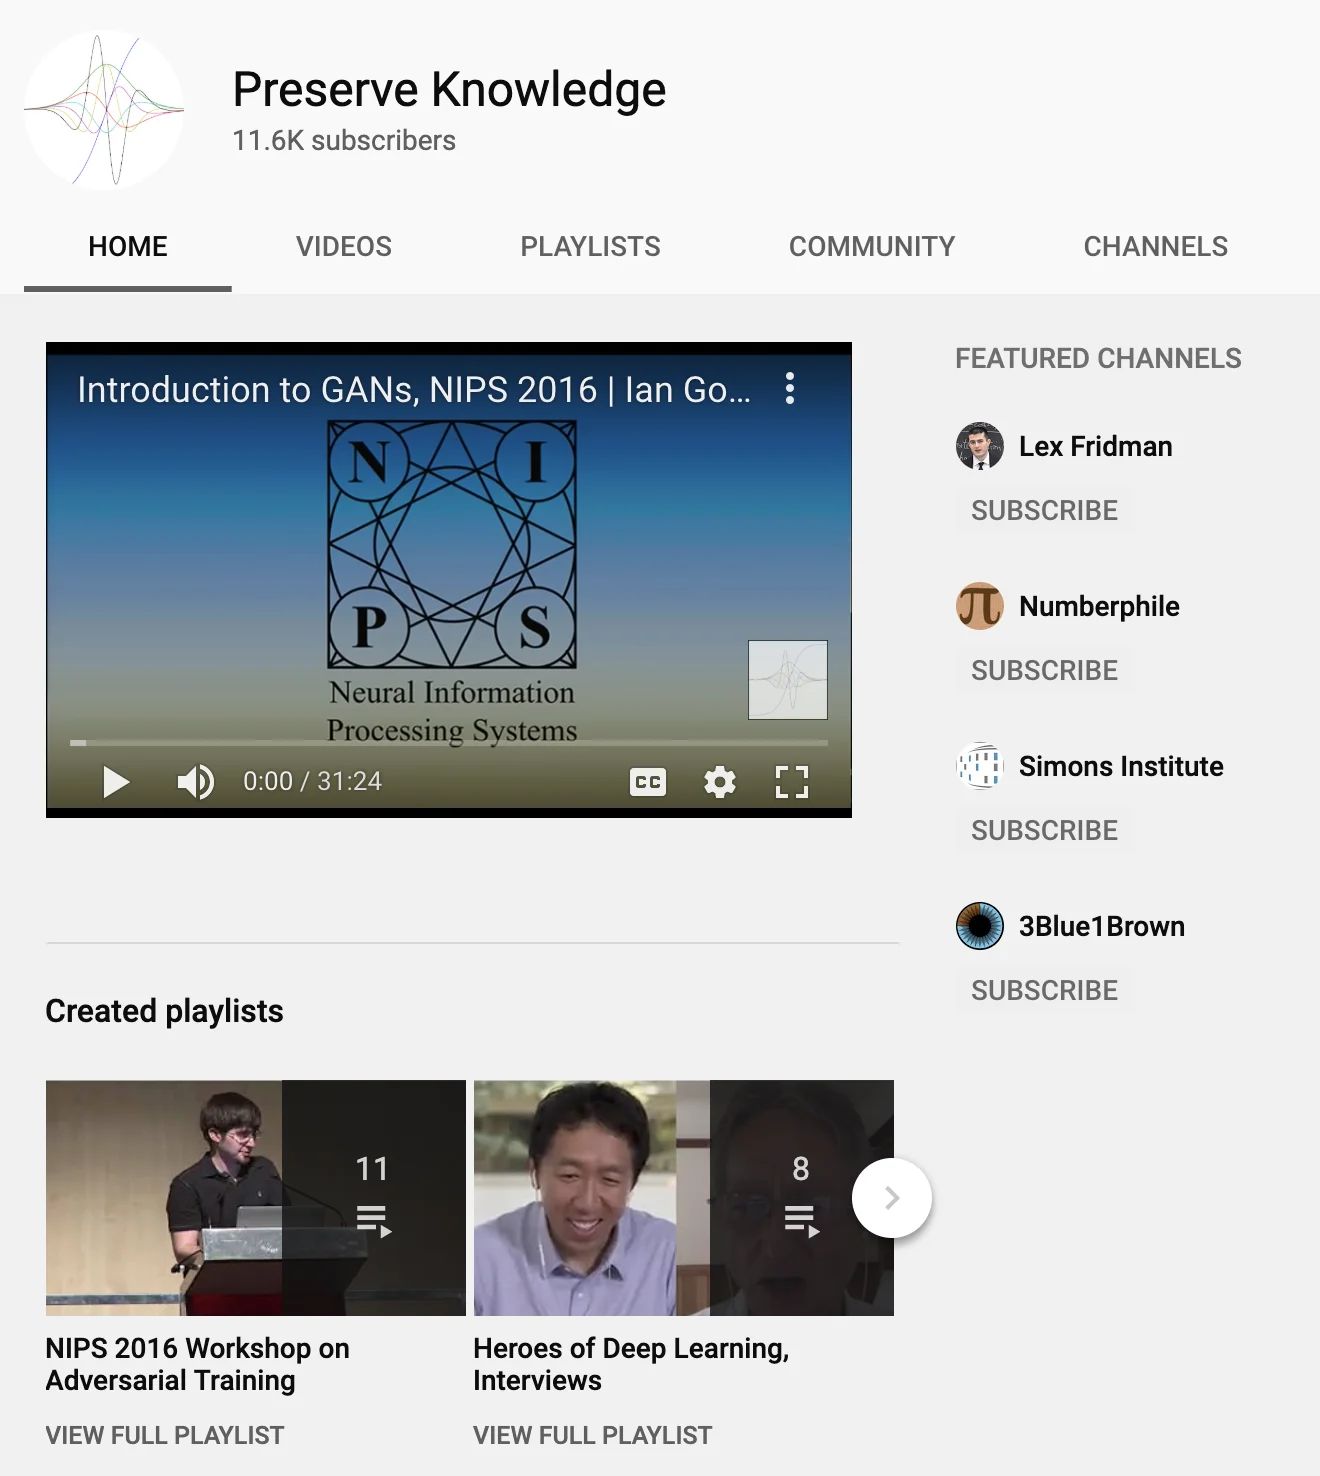 Preserve Knowledge
11.6K subscribers
HOME
VIDEOS
PLAYLISTS
COMMUNITY
CHANNELS
Introduction to GANs, NIPS 2016 | Ian Go...
N I
P S
Neural Information
Processing Systems
0:00 / 31:24
CC
FEATURED CHANNELS
Lex Fridman
SUBSCRIBE
π
Numberphile
SUBSCRIBE
Simons Institute
SUBSCRIBE
3Blue1Brown
SUBSCRIBE
Created playlists
11
NIPS 2016 Workshop on
Adversarial Training
VIEW FULL PLAYLIST
8
Heroes of Deep Learning,
Interviews
VIEW FULL PLAYLIST